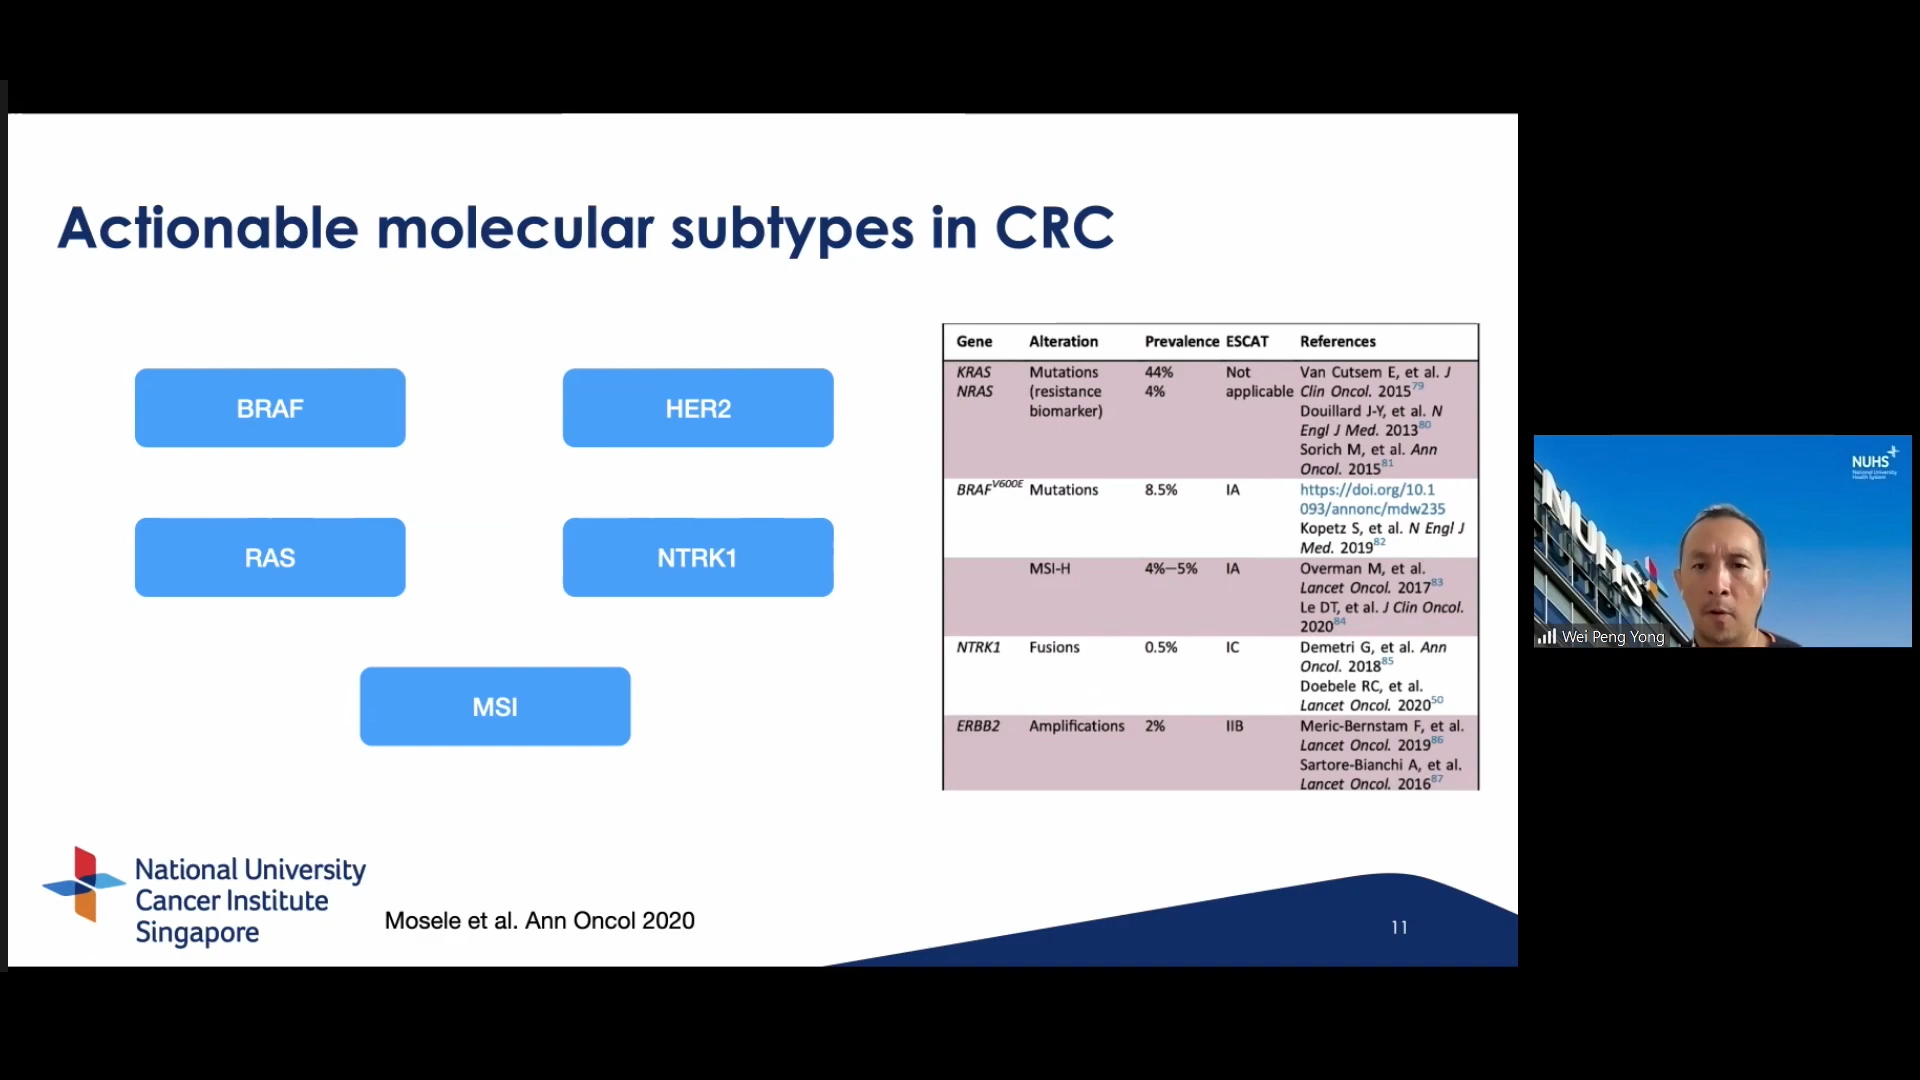 Actionable molecular subtypes in CRC
BRAF
HER2
RAS
NTRK1
MSI
Gene Alteration Prevalence ESCAT References
KRAS Mutations 44% Not Van Cutsem E, et al. J
NRAS (resistance 4% applicable Clin Oncol. 201579
biomarker) Douillard J-Y, et al. N
Engl J Med. 201380
Sorich M, et al. Ann
Oncol. 201581
BRAFV600E Mutations 8.5% IA https://doi.org/10.1
093/annonc/mdw235
Kopetz S, et al. N Engl J
Med. 201982
MSI-H 4%–5% IA Overman M, et al.
Lancet Oncol. 201783
Le DT, et al. J Clin Oncol.
202084
NTRK1 Fusions 0.5% IC Demetri G, et al. Ann
Oncol. 201885
Doebele RC, et al.
Lancet Oncol. 202050
ERBB2 Amplifications 2% IIB Meric-Bernstam F, et al.
Lancet Oncol. 201986
Sartore-Bianchi A, et al.
Lancet Oncol. 201687
National University
Cancer Institute
Singapore
Mosele et al. Ann Oncol 2020
11
NUHS
National University
Health System
NUHS
Wei Peng Yong